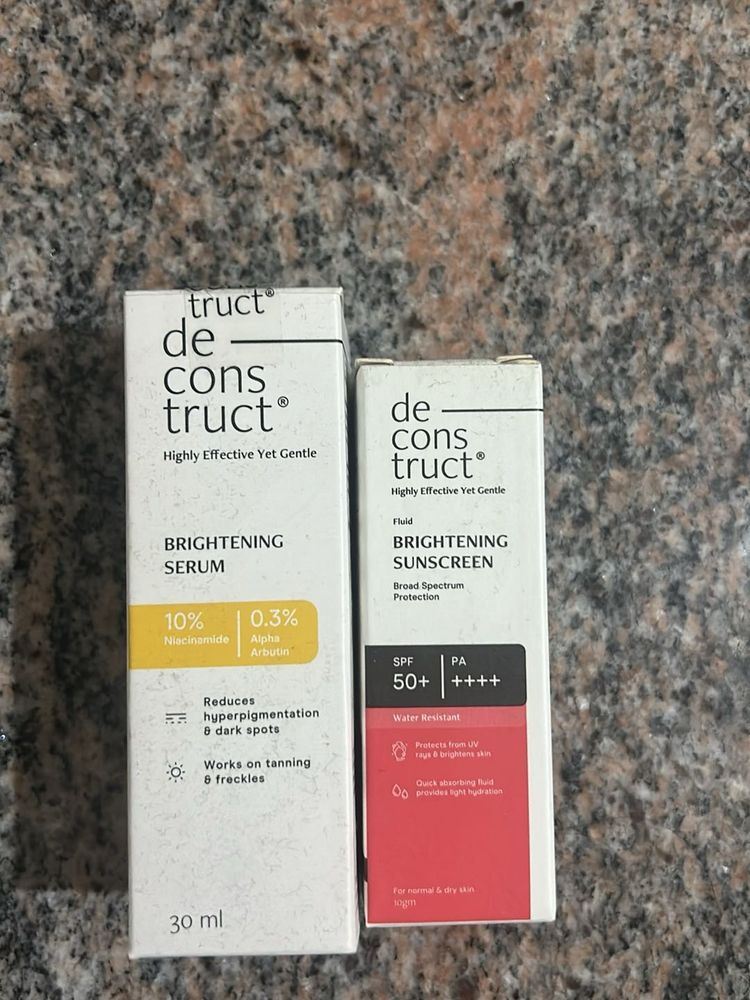 truct®
de
cons
truct®
Highly Effective Yet Gentle
BRIGHTENING
SERUM
10%
Niacinamide
0.3%
Alpha
Arbutin
Reduces
hyperpigmentation
& dark spots
Works on tanning
& freckles
30 ml
de
cons
truct®
Highly Effective Yet Gentle
Fluid
BRIGHTENING
SUNSCREEN
Broad Spectrum
Protection
SPF
50+
PA
++++
Water Resistant
Protects from UV
rays & brightens skin
Quick absorbing fluid
provides light hydration
For normal & dry skin
10gm